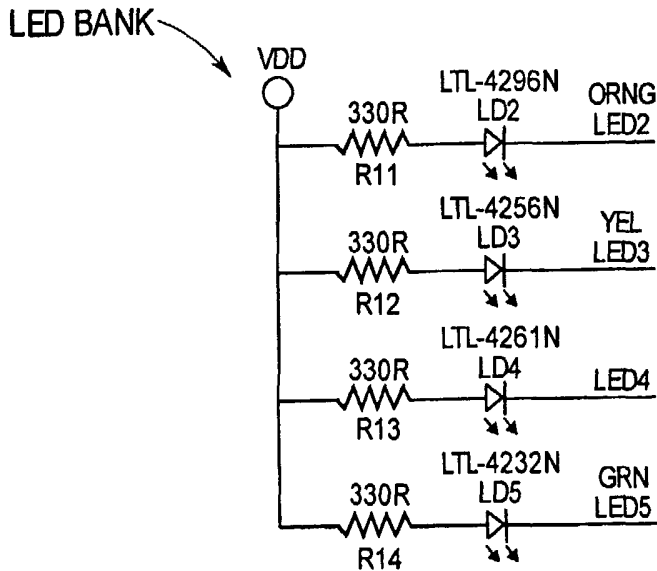 LED BANK
VDD
LTL-4296N
ORNG
330R
LD2
LED2
R11
LTL-4256N
YEL
330R
LD3
LED3
R12
LTL-4261N
330R
LD4
LED4
R13
LTL-4232N
GRN
330R
LD5
LED5
R14